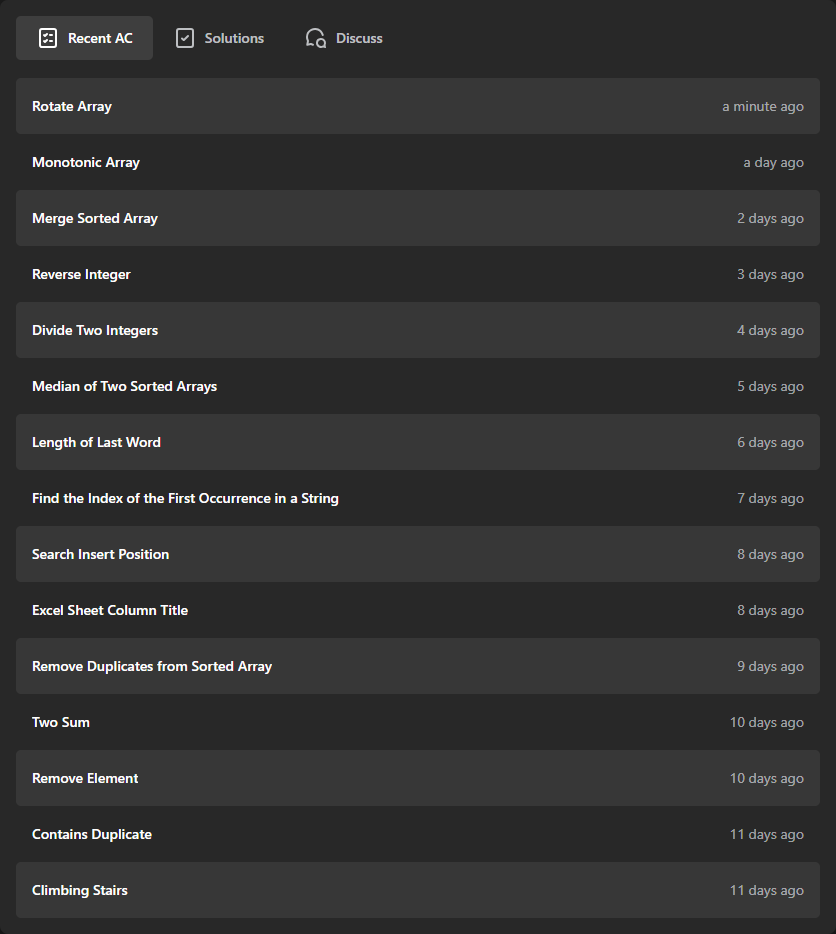 Recent AC Solutions Discuss
Rotate Array a minute ago
Monotonic Array a day ago
Merge Sorted Array 2 days ago
Reverse Integer 3 days ago
Divide Two Integers 4 days ago
Median of Two Sorted Arrays 5 days ago
Length of Last Word 6 days ago
Find the Index of the First Occurrence in a String 7 days ago
Search Insert Position 8 days ago
Excel Sheet Column Title 8 days ago
Remove Duplicates from Sorted Array 9 days ago
Two Sum 10 days ago
Remove Element 10 days ago
Contains Duplicate 11 days ago
Climbing Stairs 11 days ago